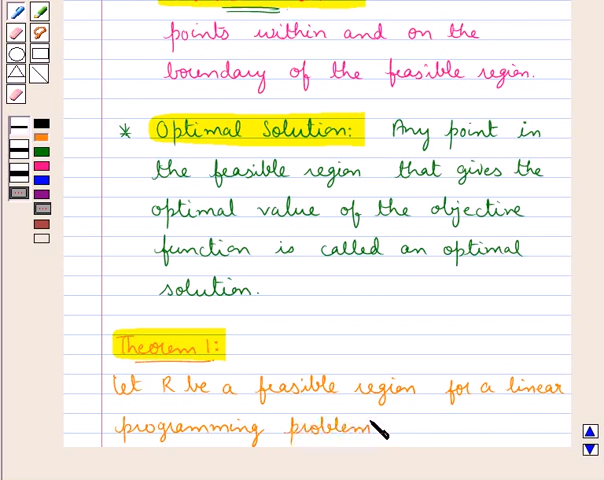 points within and on the
boundary of the feasible region.
* Optimal Solution: Any point in
the feasible region that gives the
optimal value of the objective
function is called an optimal
solution.
Theorem 1:
Let R be a feasible region for a linear
programming problem